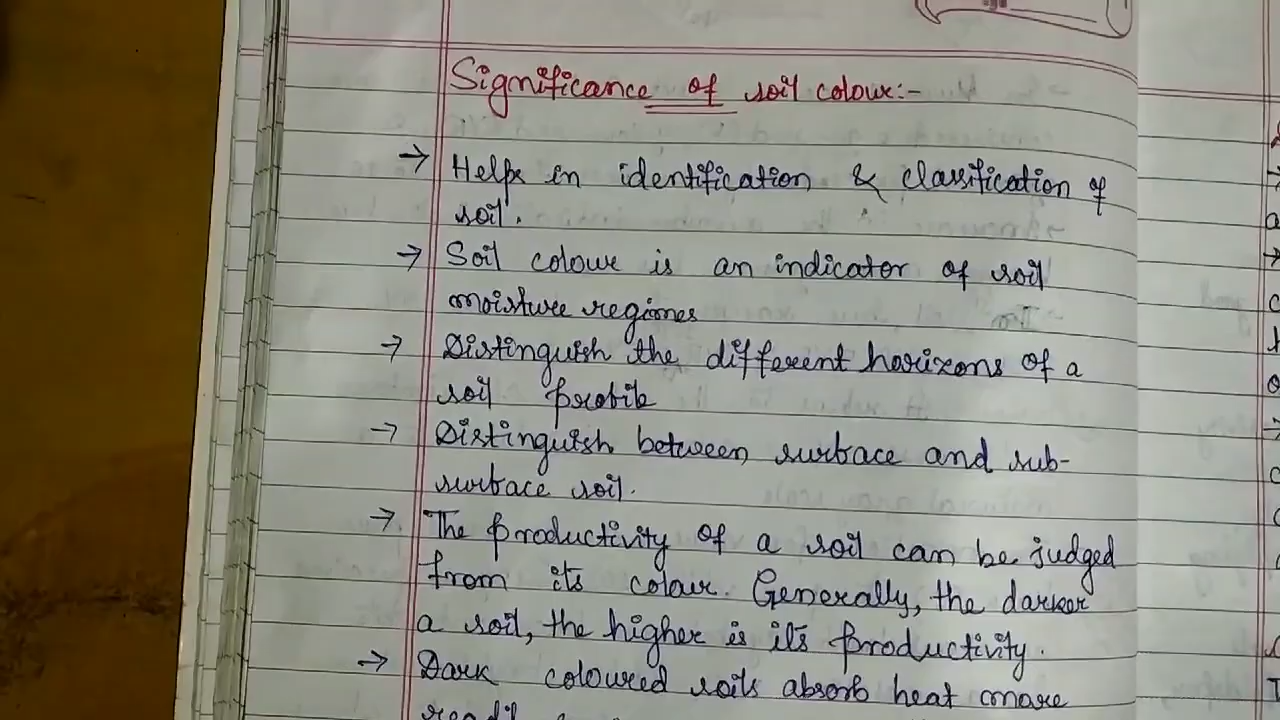 Significance of soil colour:-
→ Helps in identification & classification of
soil.
→ Soil colour is an indicator of soil
moisture regimes
→ Distinguish the different horizons of a
soil profile
→ Distinguish between surface and sub-
surface soil.
→ The productivity of a soil can be judged
from its colour. Generally, the darker
a soil, the higher is its productivity.
→ Dark coloured soils absorb heat more